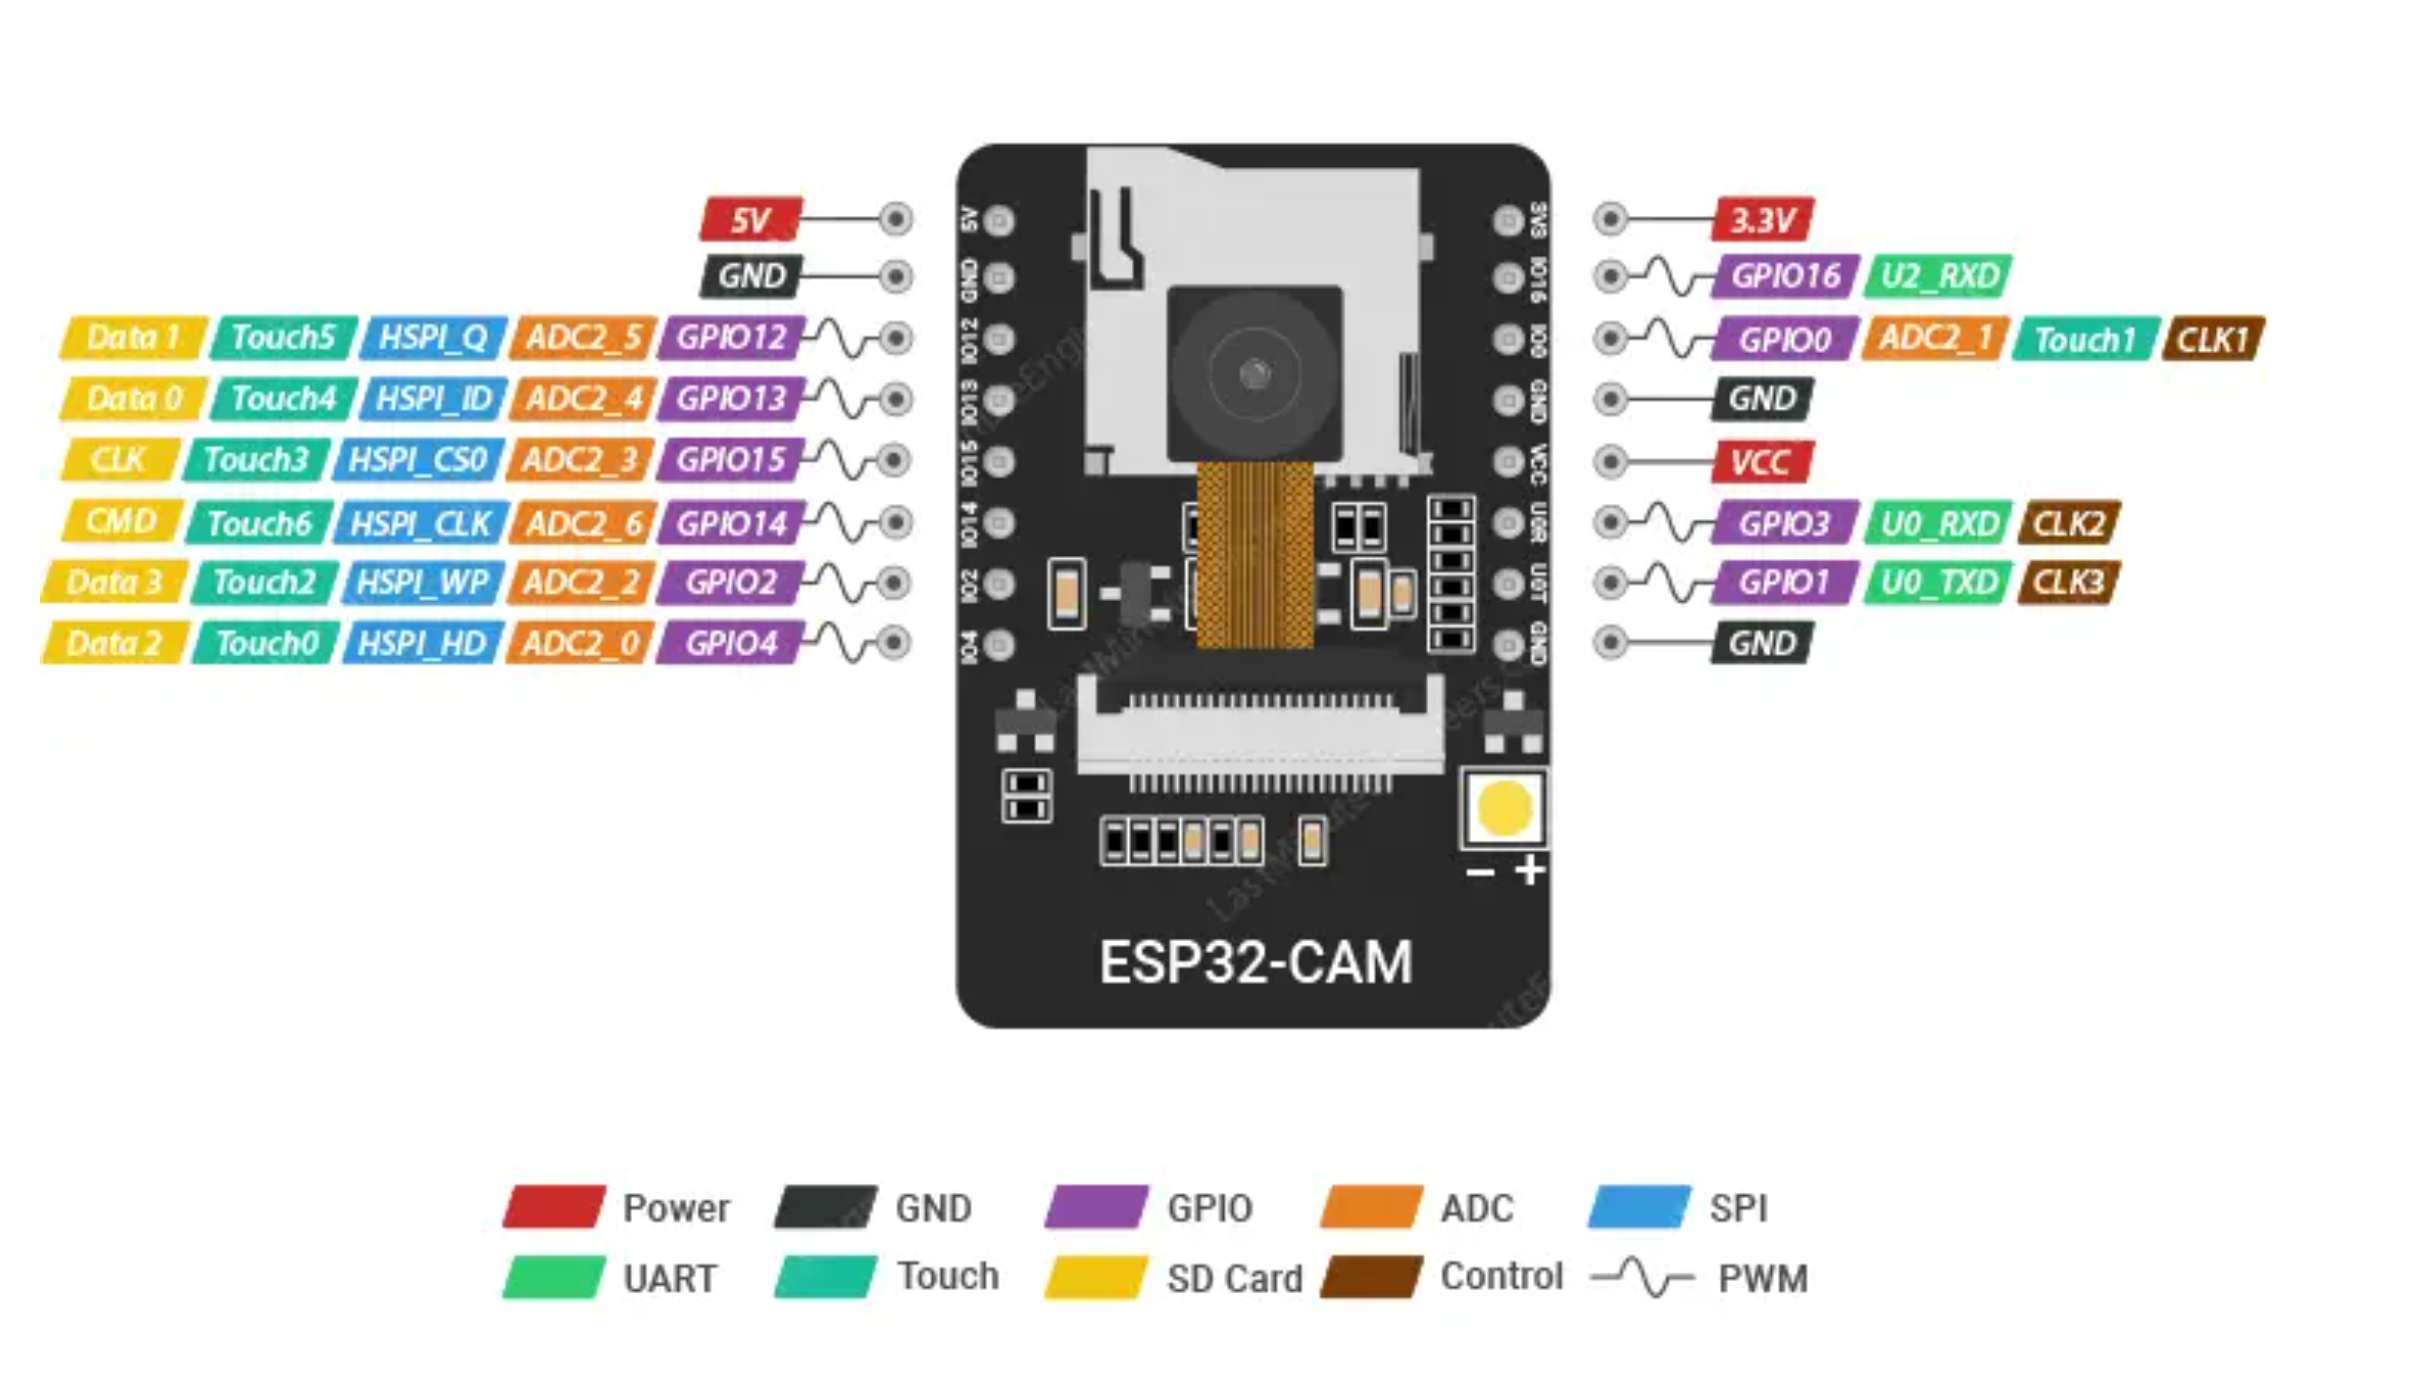 5V
GND
Data 1 Touch5 HSPI_Q ADC2_5 GPIO12
Data 0 Touch4 HSPI_ID ADC2_4 GPIO13
CLK Touch3 HSPI_CS0 ADC2_3 GPIO15
CMD Touch6 HSPI_CLK ADC2_6 GPIO14
Data 3 Touch2 HSPI_WP ADC2_2 GPIO2
Data 2 Touch0 HSPI_HD ADC2_0 GPIO4
5V
GND
IO12
IO13
IO15
IO14
IO2
IO4
3V3
IO16
IO0
GND
VCC
U0R
U0T
GND
− +
ESP32-CAM
3.3V
GPIO16 U2_RXD
GPIO0 ADC2_1 Touch1 CLK1
GND
VCC
GPIO3 U0_RXD CLK2
GPIO1 U0_TXD CLK3
GND
Power GND GPIO ADC SPI
UART Touch SD Card Control PWM